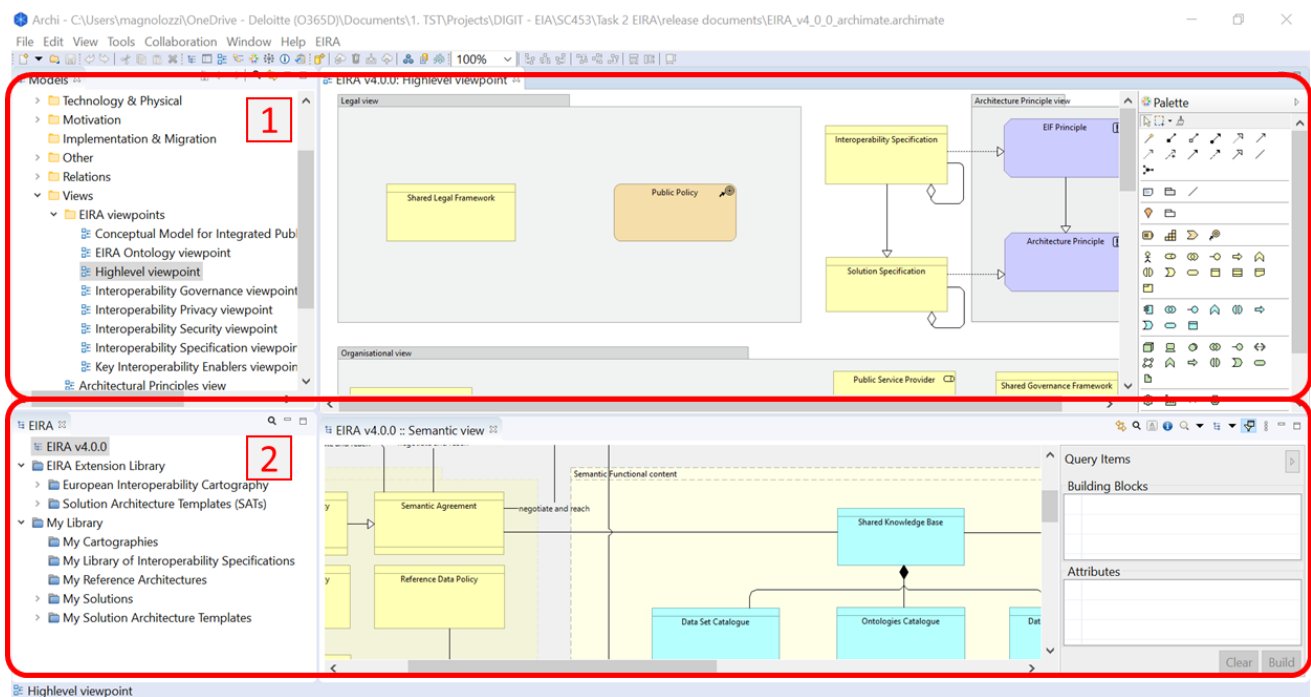 Archi - C:\Users\magnolozzi\OneDrive - Deloitte (O365D)\Documents\1. TST\Projects\DIGIT - EIA\SC453\Task 2 EIRA\release documents\EIRA_v4_0_0_archimate.archimate
File Edit View Tools Collaboration Window Help EIRA
100%
Models
Technology & Physical
Motivation
Implementation & Migration
Other
Relations
Views
EIRA viewpoints
Conceptual Model for Integrated Publ
EIRA Ontology viewpoint
Highlevel viewpoint
Interoperability Governance viewpoint
Interoperability Privacy viewpoint
Interoperability Security viewpoint
Interoperability Specification viewpoir
Key Interoperability Enablers viewpoin
Architectural Principles view
1
EIRA v4.0.0: Highlevel viewpoint
Legal view
Shared Legal Framework
Public Policy
Interoperability Specification
Solution Specification
Architecture Principle view
EIF Principle
Architecture Principle
Organisational view
Public Service Provider
Shared Governance Framework
Palette
EIRA
EIRA v4.0.0
EIRA Extension Library
European Interoperability Cartography
Solution Architecture Templates (SATs)
My Library
My Cartographies
My Library of Interoperability Specifications
My Reference Architectures
My Solutions
My Solution Architecture Templates
2
EIRA v4.0.0 :: Semantic view
negotiate and reach
Semantic Functional content
y
Semantic Agreement
negotiate and reach
Shared Knowledge Base
y
Reference Data Policy
Data Set Catalogue
Ontologies Catalogue
Dat
Query Items
Building Blocks
Attributes
Clear Build
Highlevel viewpoint